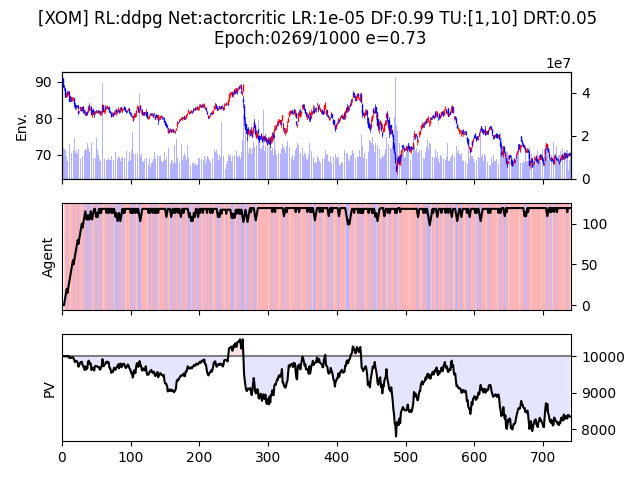 [XOM] RL:ddpg Net:actorcritic LR:1e-05 DF:0.99 TU:[1,10] DRT:0.05
Epoch:0269/1000 e=0.73
1e7
90
80
70
Env.
4
2
0
Agent
100
50
0
PV
10000
9000
8000
0 100 200 300 400 500 600 700